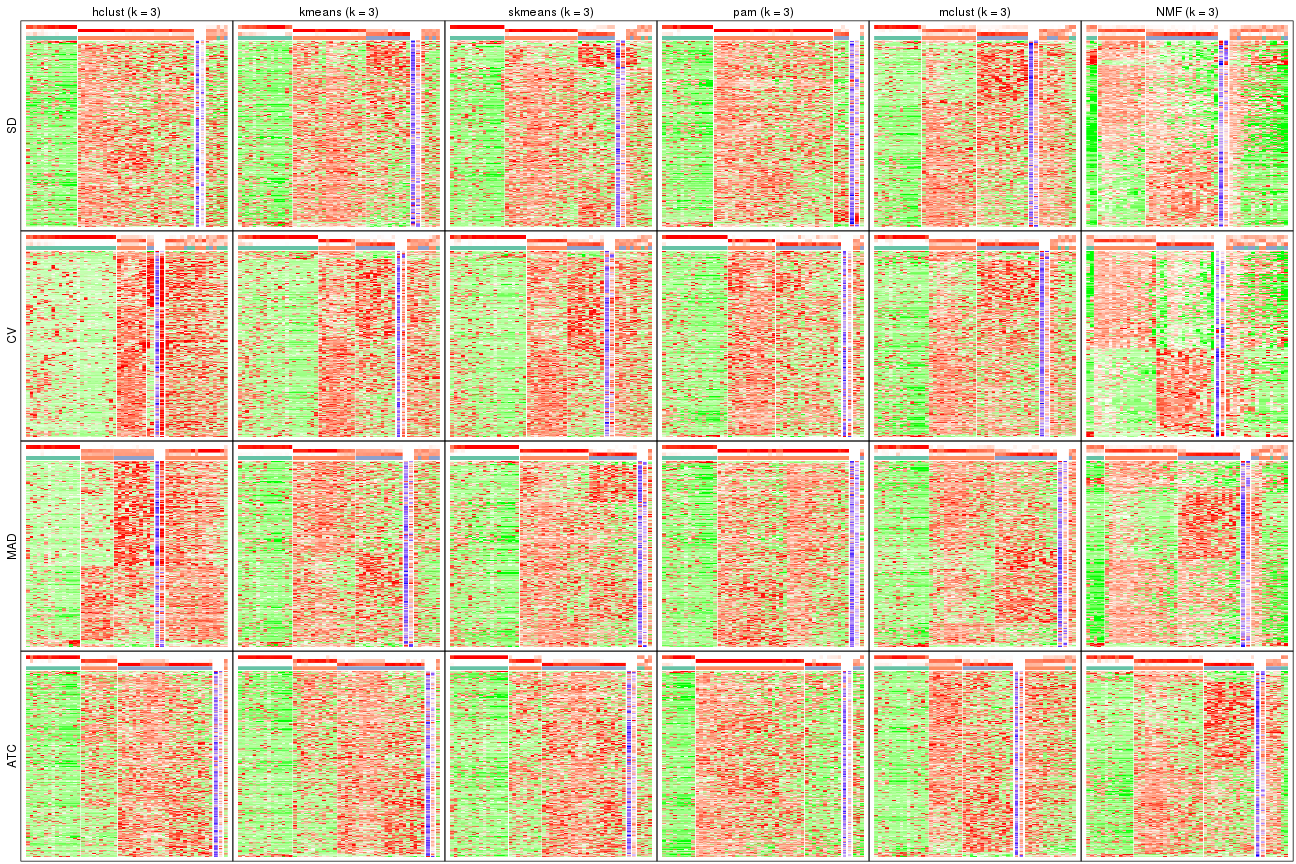 hclust (k = 3) kmeans (k = 3) skmeans (k = 3) pam (k = 3) mclust (k = 3) NMF (k = 3)
SD
CV
MAD
ATC